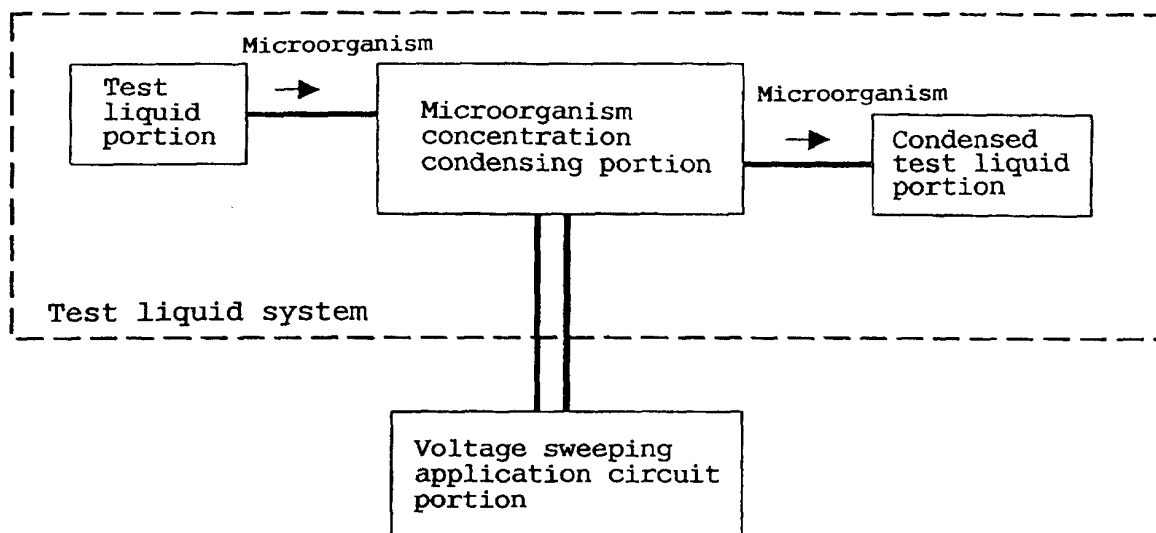 Microorganism
Test
liquid
portion
Microorganism
concentration
condensing portion
Microorganism
Condensed
test liquid
portion
Test liquid system
Voltage sweeping
application circuit
portion